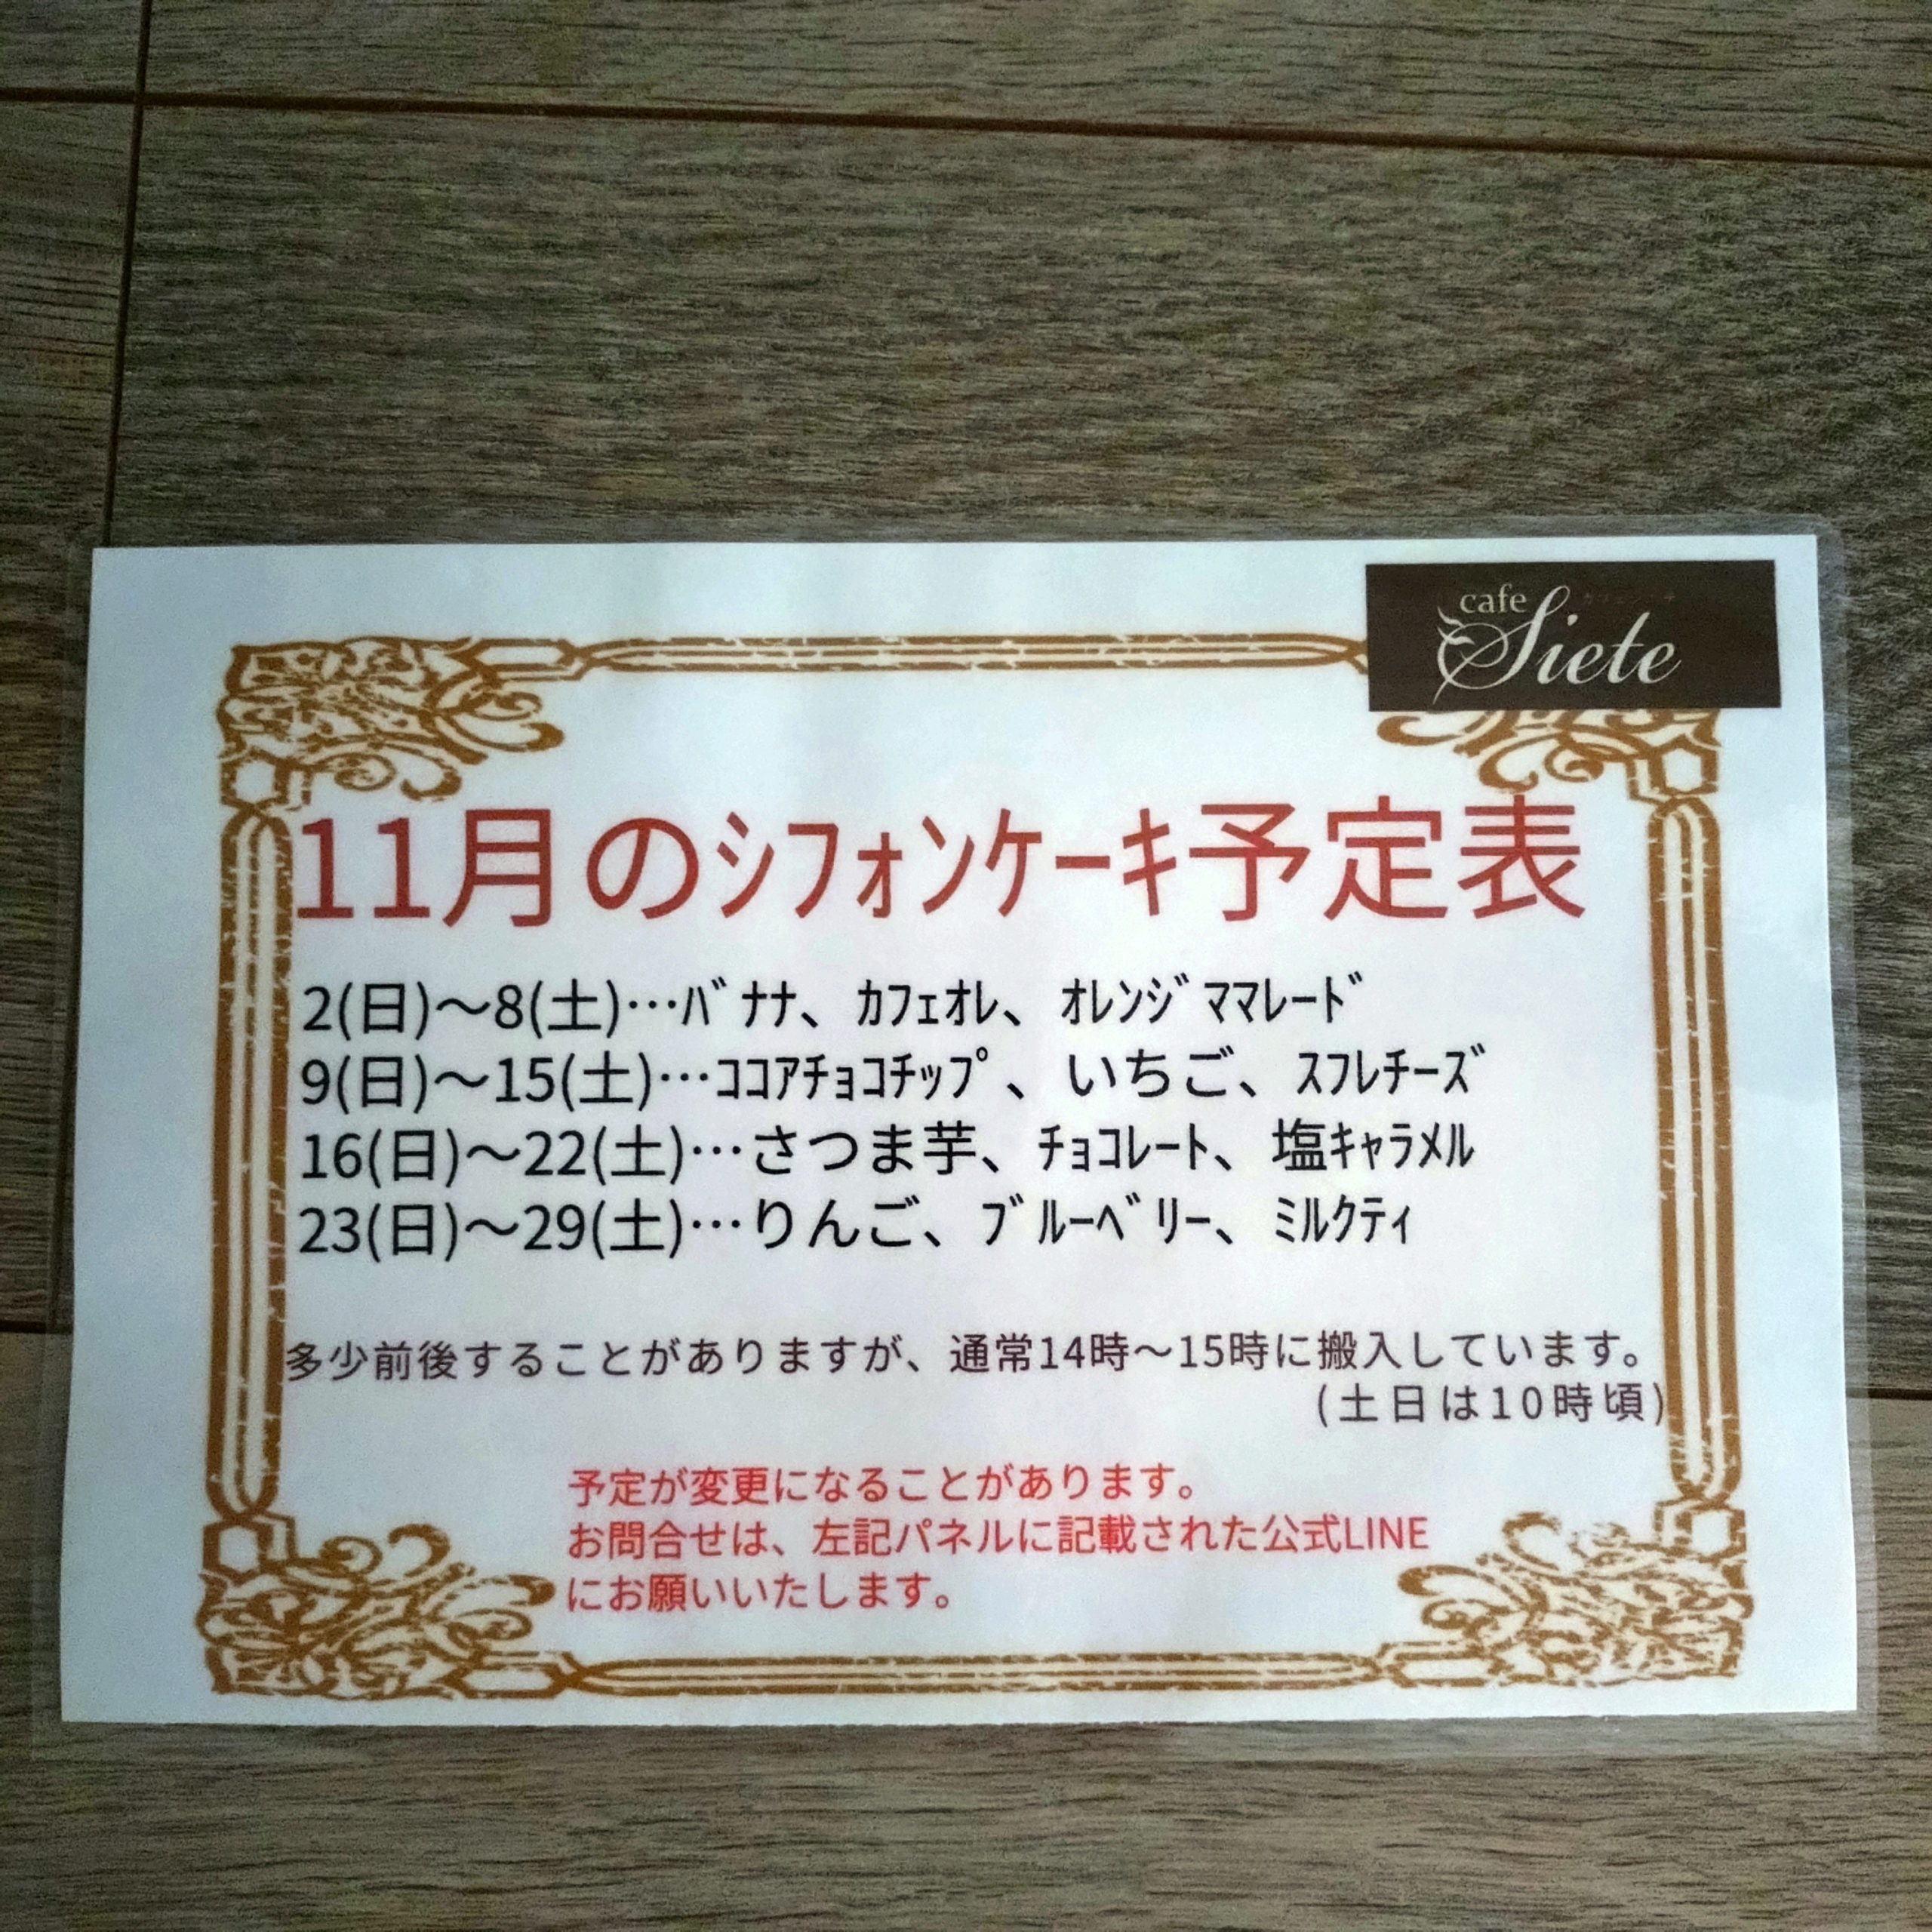 cafe
Siete
11月のｼﾌｫﾝｹｰｷ予定表
2(日)～8(土)…ﾊﾞﾅﾅ、ｶﾌｪｵﾚ、ｵﾚﾝｼﾞﾏﾏﾚｰﾄﾞ
9(日)～15(土)…ｺｺｱﾁｮｺﾁｯﾌﾟ、いちご、ｽﾌﾚﾁｰｽﾞ
16(日)～22(土)…さつま芋、ﾁｮｺﾚｰﾄ、塩ｷｬﾗﾒﾙ
23(日)～29(土)…りんご、ﾌﾞﾙｰﾍﾞﾘｰ、ﾐﾙｸﾃｨ
多少前後することがありますが、通常14時～15時に搬入しています。
(土日は10時頃)
予定が変更になることがあります。
お問合せは、左記パネルに記載された公式LINE
にお願いいたします。